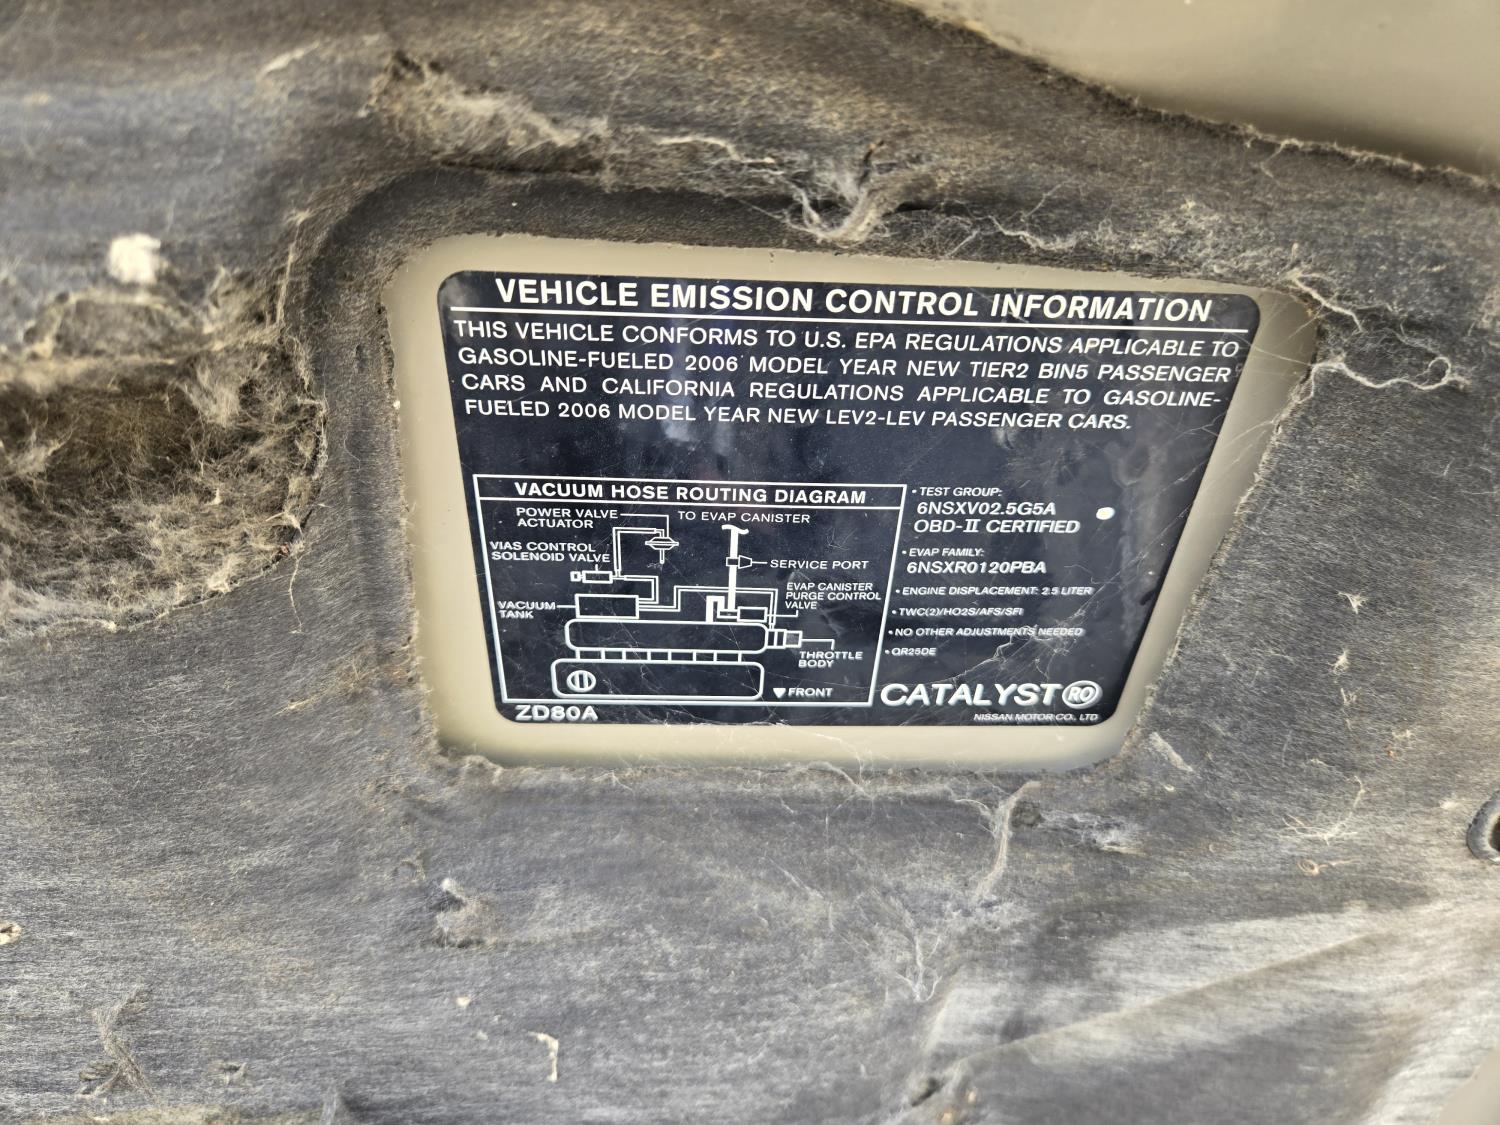 VEHICLE EMISSION CONTROL INFORMATION
THIS VEHICLE CONFORMS TO U.S. EPA REGULATIONS APPLICABLE TO
GASOLINE-FUELED 2006 MODEL YEAR NEW TIER2 BIN5 PASSENGER
CARS AND CALIFORNIA REGULATIONS APPLICABLE TO GASOLINE-
FUELED 2006 MODEL YEAR NEW LEV2-LEV PASSENGER CARS.
VACUUM HOSE ROUTING DIAGRAM
POWER VALVE
ACTUATOR
TO EVAP CANISTER
VIAS CONTROL
SOLENOID VALVE
SERVICE PORT
EVAP CANISTER
PURGE CONTROL
VALVE
VACUUM
TANK
THROTTLE
BODY
FRONT
ZD80A
• TEST GROUP:
6NSXV02.5G5A
OBD-II CERTIFIED
• EVAP FAMILY:
6NSXR0120PBA
• ENGINE DISPLACEMENT: 2.5 LITER
• TWC(2)/HO2S/AFS/SFI
• NO OTHER ADJUSTMENTS NEEDED
• QR25DE
CATALYST RO
NISSAN MOTOR CO., LTD